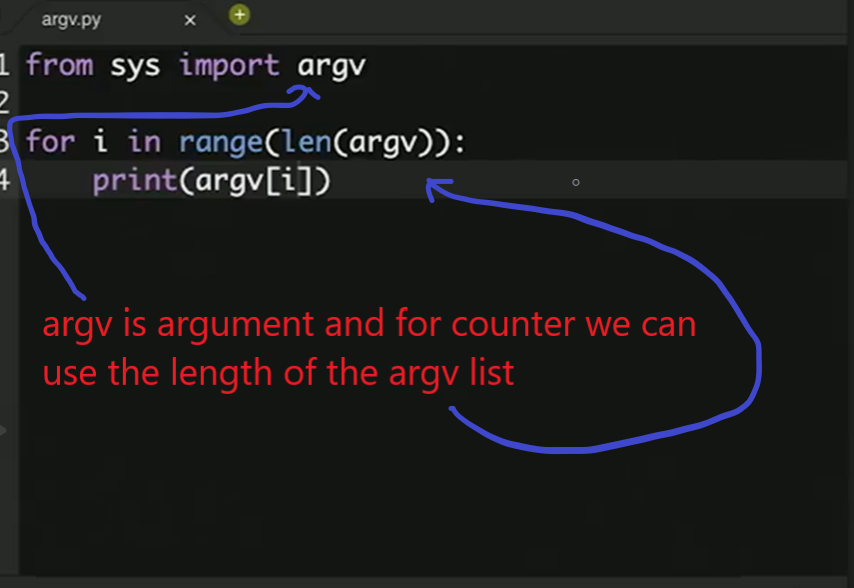 argv.py × +
1 from sys import argv
2
3 for i in range(len(argv)):
4     print(argv[i])
argv is argument and for counter we can
use the length of the argv list